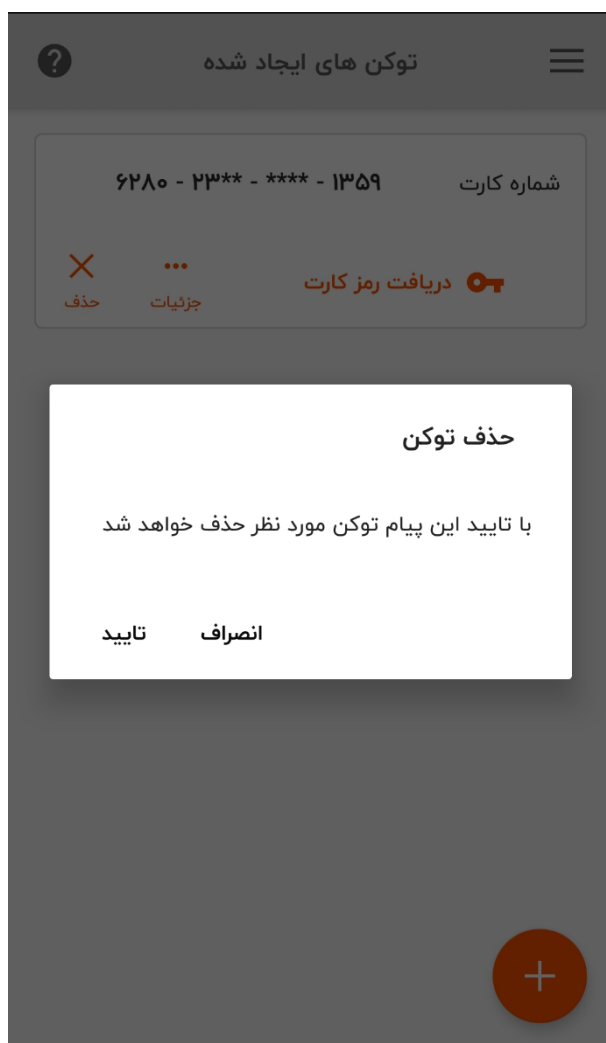 توکن های ایجاد شده
شماره کارت ۶۲۸۰ - ۲۳** - **** - ۱۳۵۹
دریافت رمز کارت
جزئیات
حذف
حذف توکن
با تایید این پیام توکن مورد نظر حذف خواهد شد
انصراف تایید